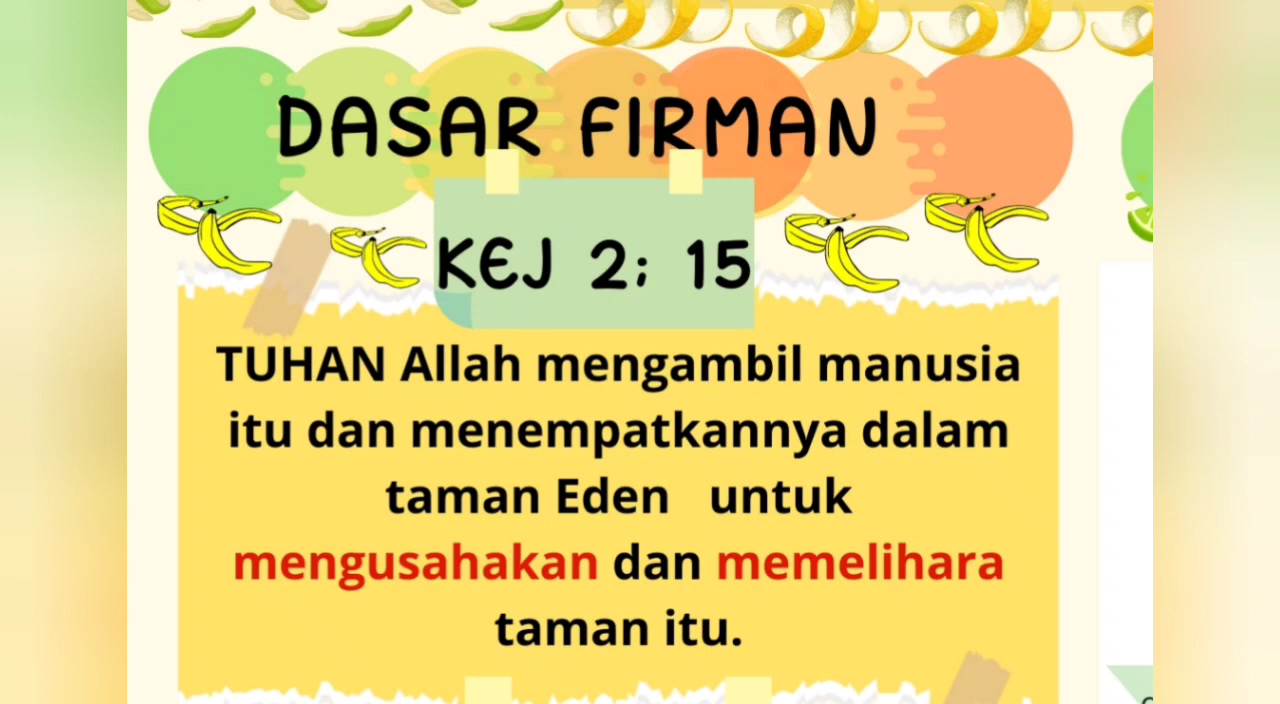 DASAR FIRMAN
KEJ 2: 15
TUHAN Allah mengambil manusia
itu dan menempatkannya dalam
taman Eden untuk
mengusahakan dan memelihara
taman itu.